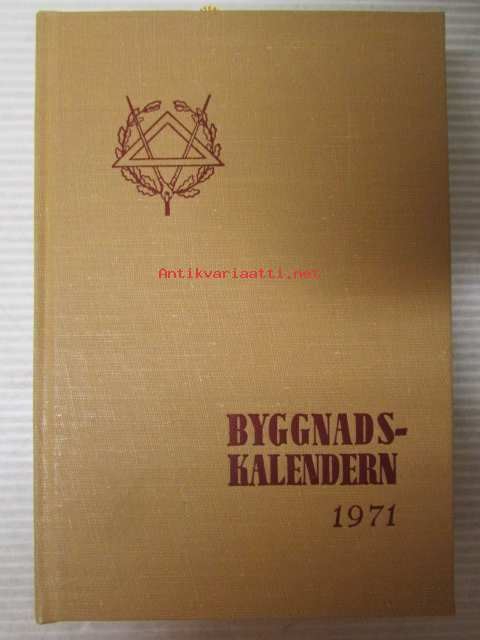 Antikvariaatti.net
BYGGNADS-
KALENDERN
1971